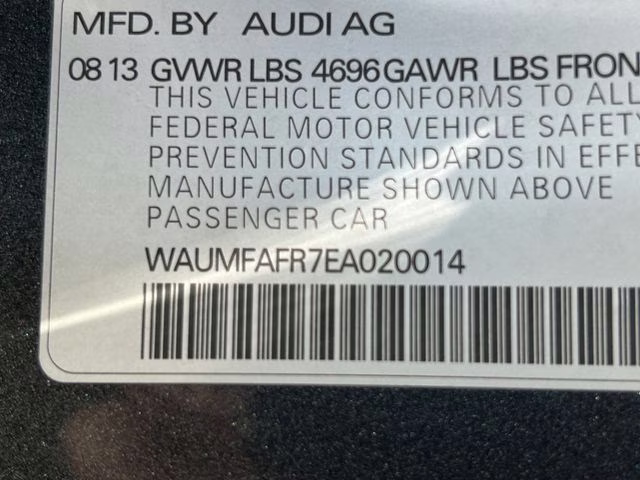 MFD. BY AUDI AG
08 13 GVWR LBS 4696 GAWR LBS FRON
THIS VEHICLE CONFORMS TO ALL
FEDERAL MOTOR VEHICLE SAFETY
PREVENTION STANDARDS IN EFFE
MANUFACTURE SHOWN ABOVE
PASSENGER CAR
WAUMFAFR7EA020014